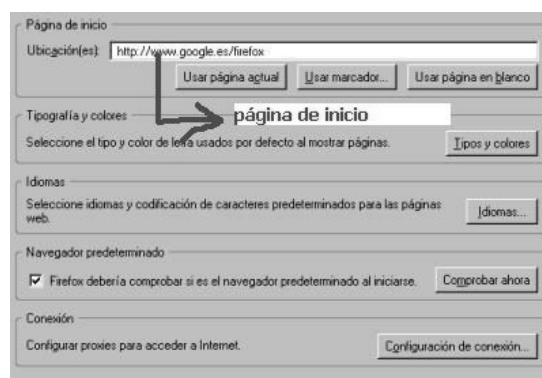 Página de inicio
Ubicación(es): http://www.google.es/firefox
Usar página actual Usar marcador... Usar página en blanco
página de inicio
Tipografía y colores
Seleccione el tipo y color de letra usados por defecto al mostrar páginas. Tipos y colores
Idiomas
Seleccione idiomas y codificación de caracteres predeterminados para las páginas
web. Idiomas...
Navegador predeterminado
Firefox debería comprobar si es el navegador predeterminado al iniciarse. Comprobar ahora
Conexión
Configurar proxies para acceder a Internet. Configuración de conexión...